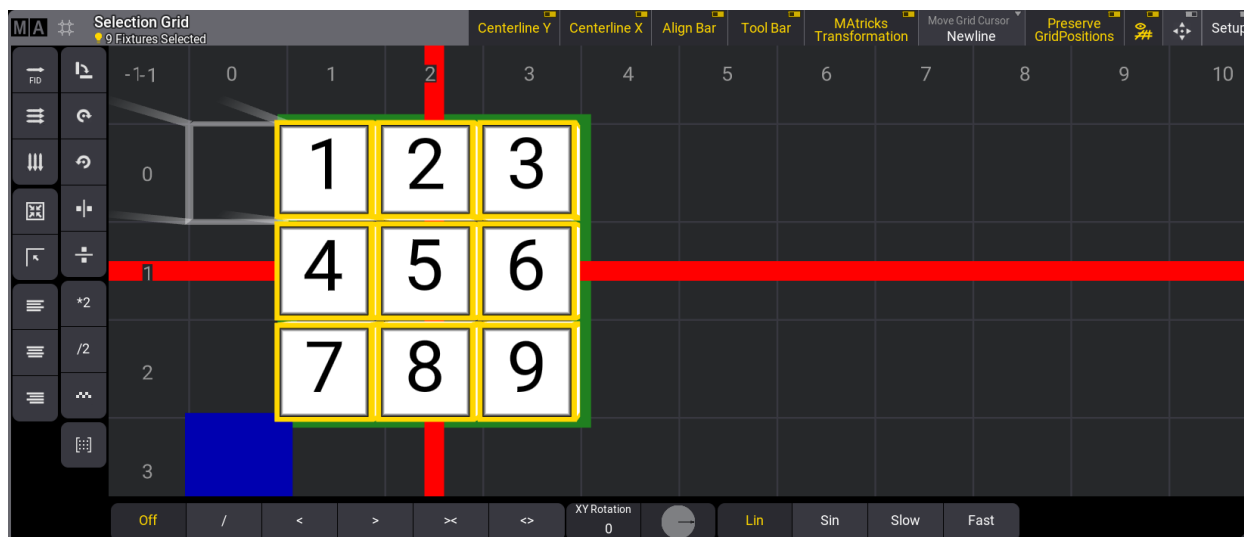 MA
Selection Grid
9 Fixtures Selected
Centerline Y
Centerline X
Align Bar
Tool Bar
MAtricks
Transformation
Move Grid Cursor
Newline
Preserve
GridPositions
Setup
FID
-1-1 0 1 2 3 4 5 6 7 8 9 10
0
1 2 3
1
4 5 6
*2
/2
2
7 8 9
3
Off / < > >< <>
XY Rotation
0
Lin Sin Slow Fast